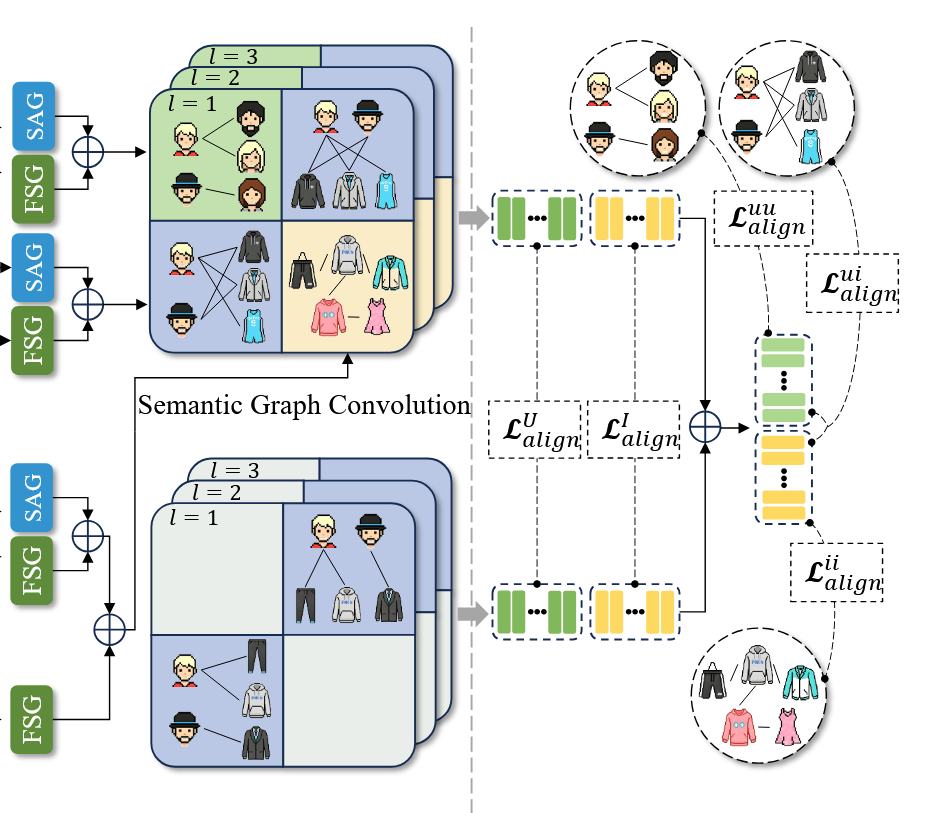 SAG
FSG
SAG
FSG
l = 3
l = 2
l = 1
Semantic Graph Convolution
SAG
FSG
FSG
l = 3
l = 2
l = 1
𝓛^U_align
𝓛^I_align
𝓛^uu_align
𝓛^ui_align
𝓛^ii_align